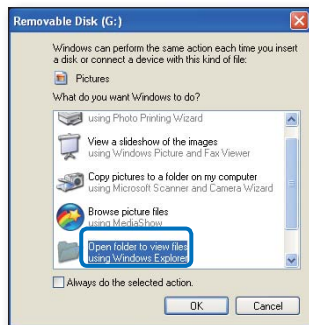 Removable Disk (G:)
Windows can perform the same action each time you insert
a disk or connect a device with this kind of file:
Pictures
What do you want Windows to do?
using Photo Printing Wizard
View a slideshow of the images
using Windows Picture and Fax Viewer
Copy pictures to a folder on my computer
using Microsoft Scanner and Camera Wizard
Browse picture files
using MediaShow
Open folder to view files
using Windows Explorer
Always do the selected action.
OK
Cancel